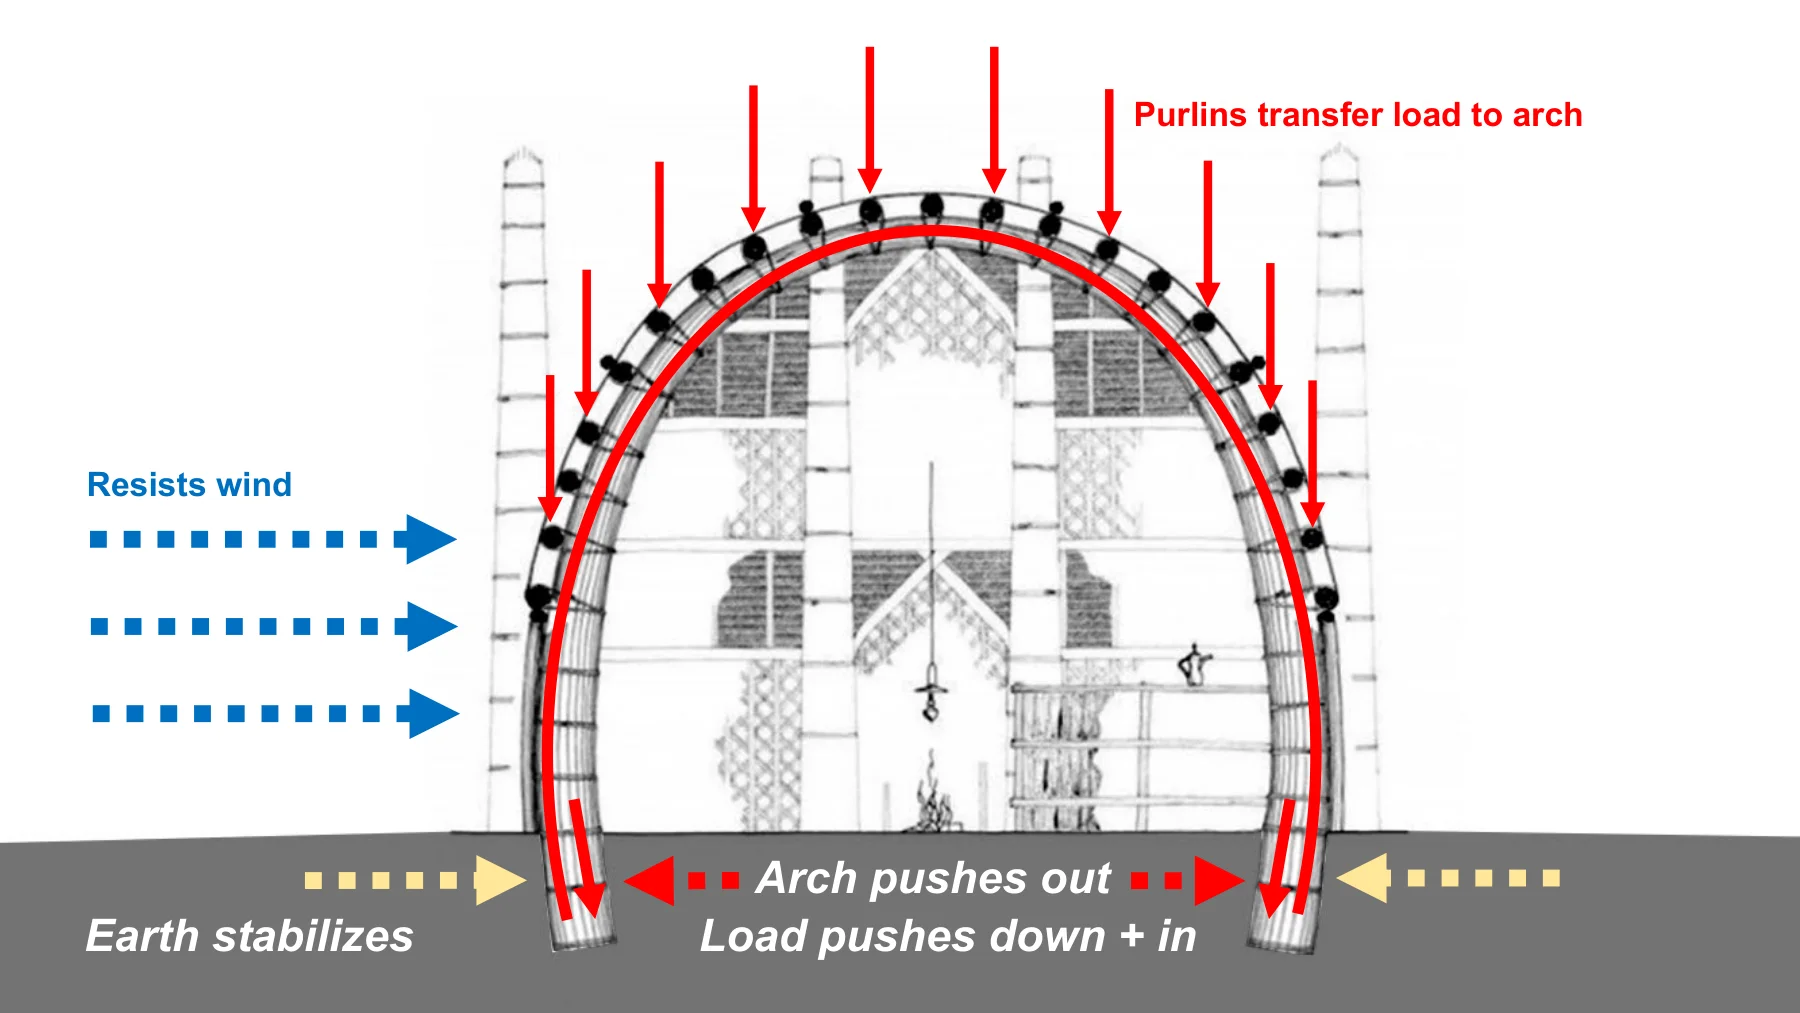 Purlins transfer load to arch
Resists wind
Arch pushes out
Earth stabilizes
Load pushes down + in